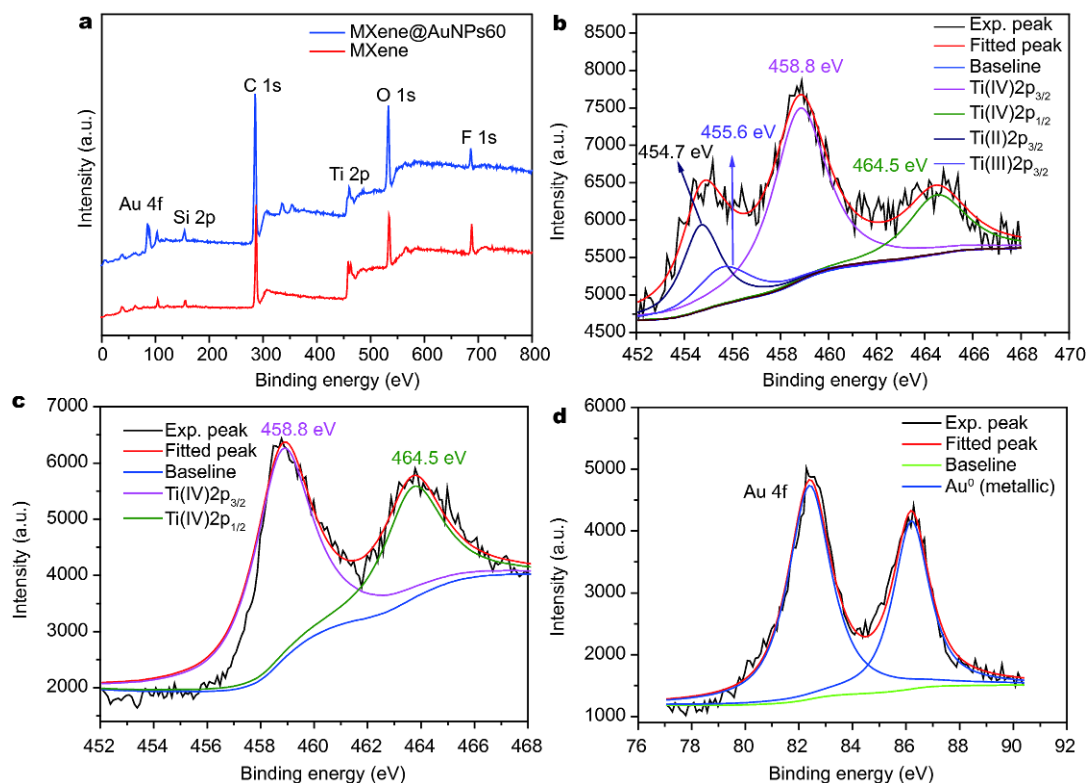 a
MXene@AuNPs60
MXene
C 1s
O 1s
F 1s
Ti 2p
Au 4f
Si 2p
Intensity (a.u.)
0 100 200 300 400 500 600 700 800
Binding energy (eV)
b
Exp. peak
Fitted peak
Baseline
Ti(IV)2p3/2
Ti(IV)2p1/2
Ti(II)2p3/2
Ti(III)2p3/2
458.8 eV
455.6 eV
454.7 eV
464.5 eV
8500
8000
7500
7000
6500
6000
5500
5000
4500
Intensity (a.u.)
452 454 456 458 460 462 464 466 468 470
Binding energy (eV)
c
Exp. peak
Fitted peak
Baseline
Ti(IV)2p3/2
Ti(IV)2p1/2
458.8 eV
464.5 eV
7000
6000
5000
4000
3000
2000
Intensity (a.u.)
452 454 456 458 460 462 464 466 468
Binding energy (eV)
d
Exp. peak
Fitted peak
Baseline
Au⁰ (metallic)
Au 4f
6000
5000
4000
3000
2000
1000
Intensity (a.u.)
76 78 80 82 84 86 88 90 92
Binding energy (eV)